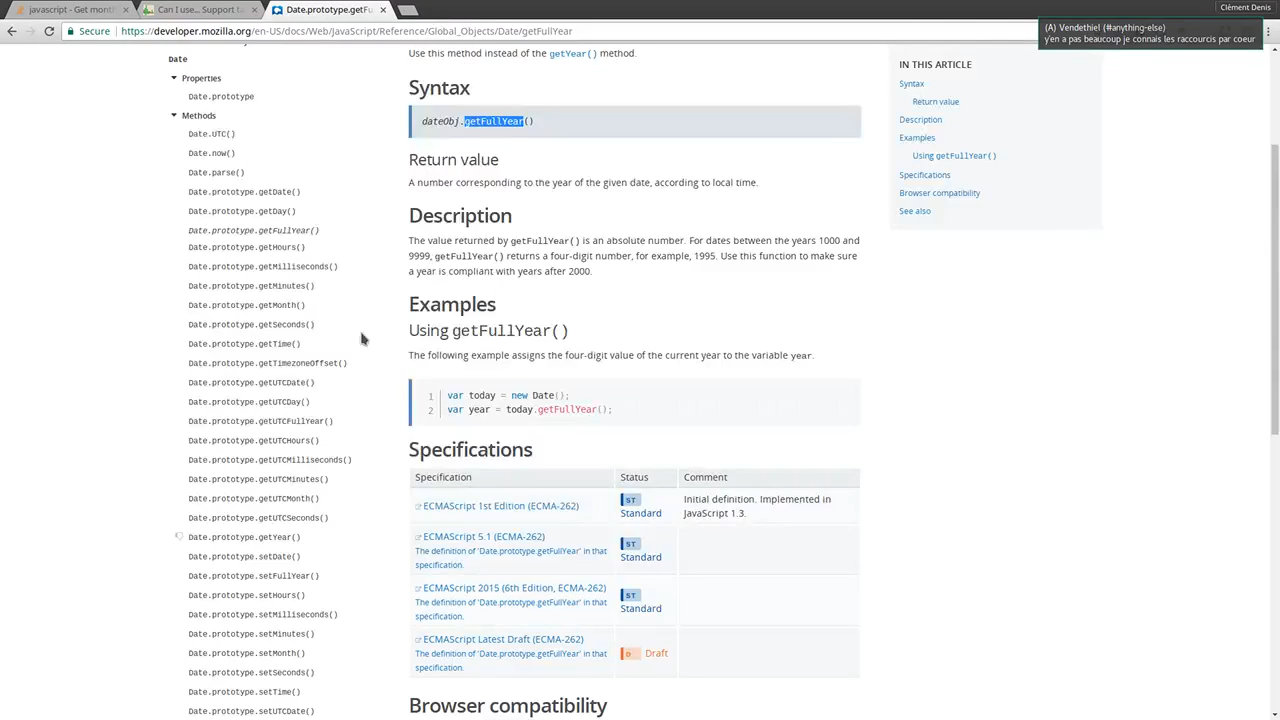 javascript - Get month
Can I use... Support ta
Date.prototype.getF
Clément Denis
Secure
https://developer.mozilla.org/en-US/docs/Web/JavaScript/Reference/Global_Objects/Date/getFullYear
(A) Vendethiel (#anything-else)
y'en a pas beaucoup je connais les raccourcis par coeur
Date
Properties
Date.prototype
Methods
Date.UTC()
Date.now()
Date.parse()
Date.prototype.getDate()
Date.prototype.getDay()
Date.prototype.getFullYear()
Date.prototype.getHours()
Date.prototype.getMilliseconds()
Date.prototype.getMinutes()
Date.prototype.getMonth()
Date.prototype.getSeconds()
Date.prototype.getTime()
Date.prototype.getTimezoneOffset()
Date.prototype.getUTCDate()
Date.prototype.getUTCDay()
Date.prototype.getUTCFullYear()
Date.prototype.getUTCHours()
Date.prototype.getUTCMilliseconds()
Date.prototype.getUTCMinutes()
Date.prototype.getUTCMonth()
Date.prototype.getUTCSeconds()
Date.prototype.getYear()
Date.prototype.setDate()
Date.prototype.setFullYear()
Date.prototype.setHours()
Date.prototype.setMilliseconds()
Date.prototype.setMinutes()
Date.prototype.setMonth()
Date.prototype.setSeconds()
Date.prototype.setTime()
Date.prototype.setUTCDate()
Use this method instead of the getYear() method.
Syntax
dateObj.getFullYear()
Return value
A number corresponding to the year of the given date, according to local time.
Description
The value returned by getFullYear() is an absolute number. For dates between the years 1000 and
9999, getFullYear() returns a four-digit number, for example, 1995. Use this function to make sure
a year is compliant with years after 2000.
Examples
Using getFullYear()
The following example assigns the four-digit value of the current year to the variable year.
1 var today = new Date();
2 var year = today.getFullYear();
Specifications
Specification Status Comment
ECMAScript 1st Edition (ECMA-262)
ST
Standard
Initial definition. Implemented in
JavaScript 1.3.
ECMAScript 5.1 (ECMA-262)
The definition of 'Date.prototype.getFullYear' in that
specification.
ST
Standard
ECMAScript 2015 (6th Edition, ECMA-262)
The definition of 'Date.prototype.getFullYear' in that
specification.
ST
Standard
ECMAScript Latest Draft (ECMA-262)
The definition of 'Date.prototype.getFullYear' in that
specification.
D Draft
Browser compatibility
IN THIS ARTICLE
Syntax
Return value
Description
Examples
Using getFullYear()
Specifications
Browser compatibility
See also